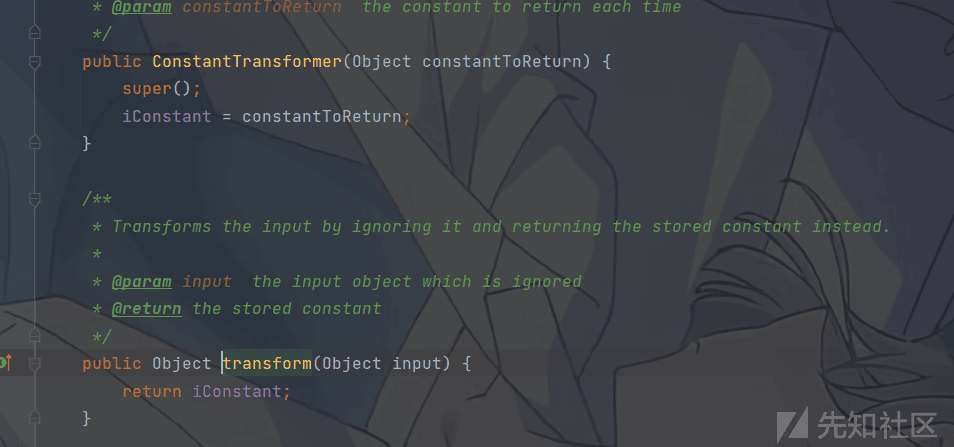 * @param constantToReturn  the constant to return each time
*/
public ConstantTransformer(Object constantToReturn) {
super();
iConstant = constantToReturn;
}
/**
* Transforms the input by ignoring it and returning the stored constant instead.
*
* @param input  the input object which is ignored
* @return the stored constant
*/
public Object transform(Object input) {
return iConstant;
}
先知社区